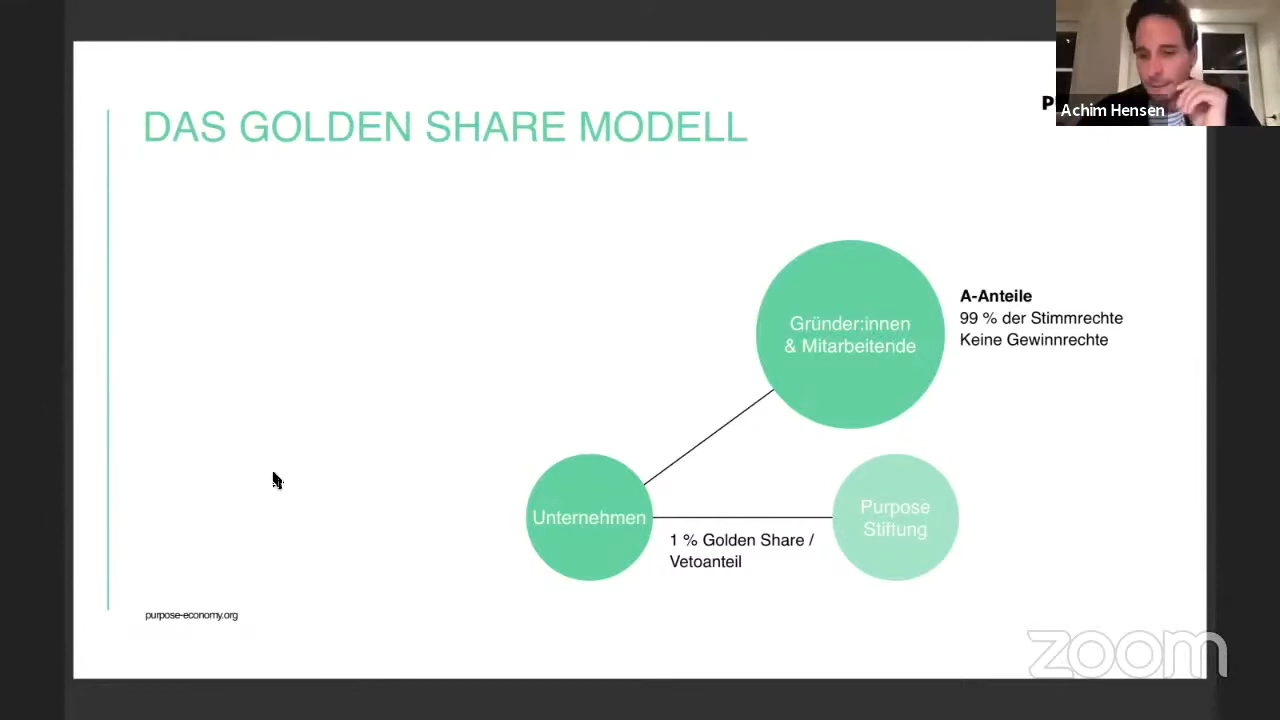 DAS GOLDEN SHARE MODELL
P
Achim Hensen
Gründer:innen
& Mitarbeitende
A-Anteile
99 % der Stimmrechte
Keine Gewinnrechte
Unternehmen
1 % Golden Share /
Vetoanteil
Purpose
Stiftung
purpose-economy.org
zoom